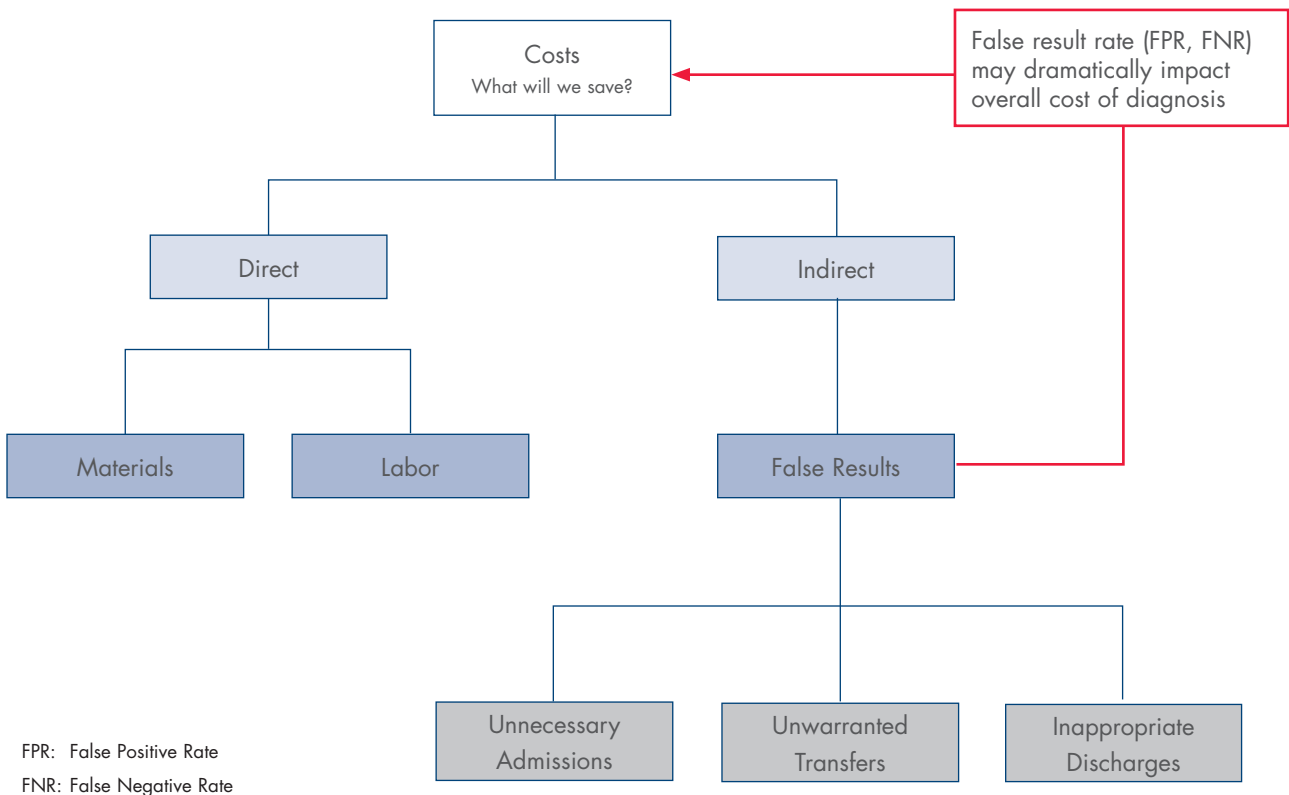 Costs
What will we save?
False result rate (FPR, FNR)
may dramatically impact
overall cost of diagnosis
Direct
Indirect
Materials
Labor
False Results
Unnecessary
Admissions
Unwarranted
Transfers
Inappropriate
Discharges
FPR: False Positive Rate
FNR: False Negative Rate